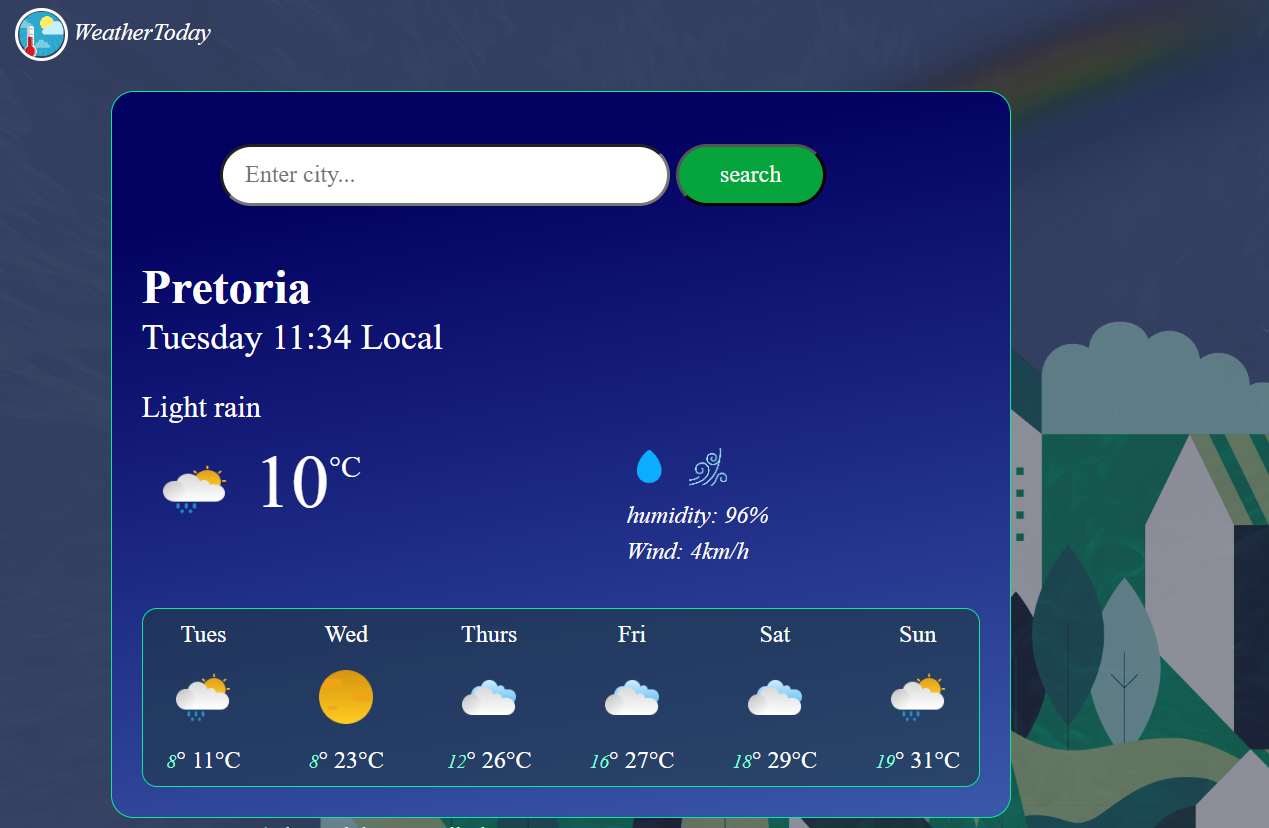 WeatherToday
Enter city...
search
Pretoria
Tuesday 11:34 Local
Light rain
10°C
humidity: 96%
Wind: 4km/h
Tues Wed Thurs Fri Sat Sun
8° 11°C 8° 23°C 12° 26°C 16° 27°C 18° 29°C 19° 31°C